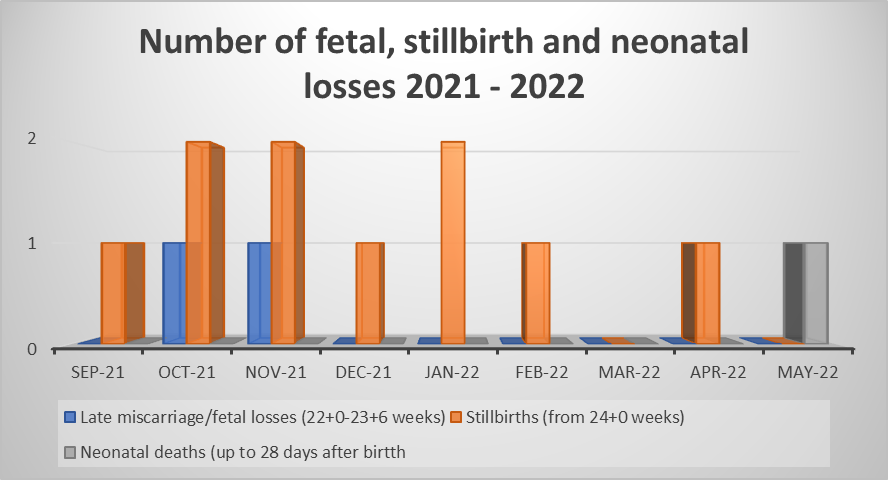 Number of fetal, stillbirth and neonatal
losses 2021 - 2022
2
1
0
SEP-21 OCT-21 NOV-21 DEC-21 JAN-22 FEB-22 MAR-22 APR-22 MAY-22
Late miscarriage/fetal losses (22+0-23+6 weeks) Stillbirths (from 24+0 weeks)
Neonatal deaths (up to 28 days after birtth